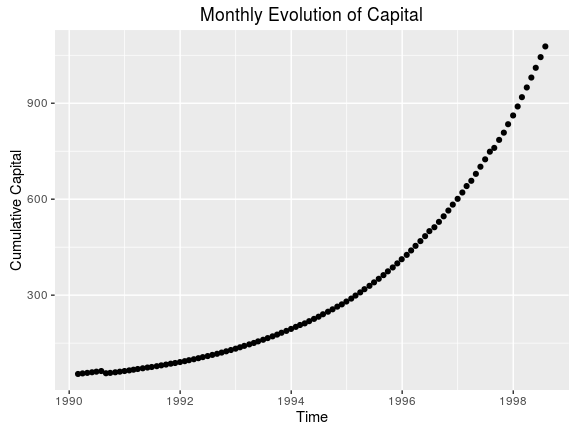 Monthly Evolution of Capital
Cumulative Capital
900
600
300
1990 1992 1994 1996 1998
Time